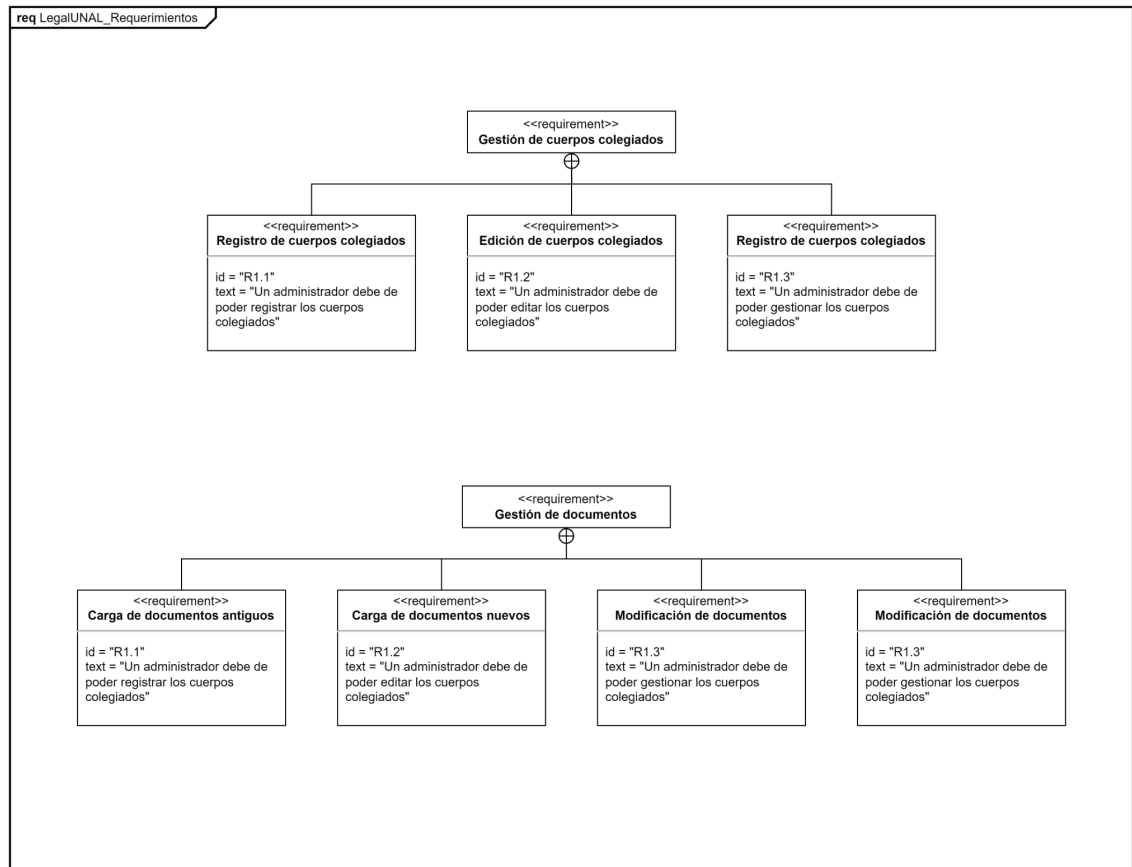 req LegalUNAL_Requerimientos
<<requirement>>
Gestión de cuerpos colegiados
<<requirement>>
Registro de cuerpos colegiados
id = "R1.1"
text = "Un administrador debe de
poder registrar los cuerpos
colegiados"
<<requirement>>
Edición de cuerpos colegiados
id = "R1.2"
text = "Un administrador debe de
poder editar los cuerpos
colegiados"
<<requirement>>
Registro de cuerpos colegiados
id = "R1.3"
text = "Un administrador debe de
poder gestionar los cuerpos
colegiados"
<<requirement>>
Gestión de documentos
<<requirement>>
Carga de documentos antiguos
id = "R1.1"
text = "Un administrador debe de
poder registrar los cuerpos
colegiados"
<<requirement>>
Carga de documentos nuevos
id = "R1.2"
text = "Un administrador debe de
poder editar los cuerpos
colegiados"
<<requirement>>
Modificación de documentos
id = "R1.3"
text = "Un administrador debe de
poder gestionar los cuerpos
colegiados"
<<requirement>>
Modificación de documentos
id = "R1.3"
text = "Un administrador debe de
poder gestionar los cuerpos
colegiados"